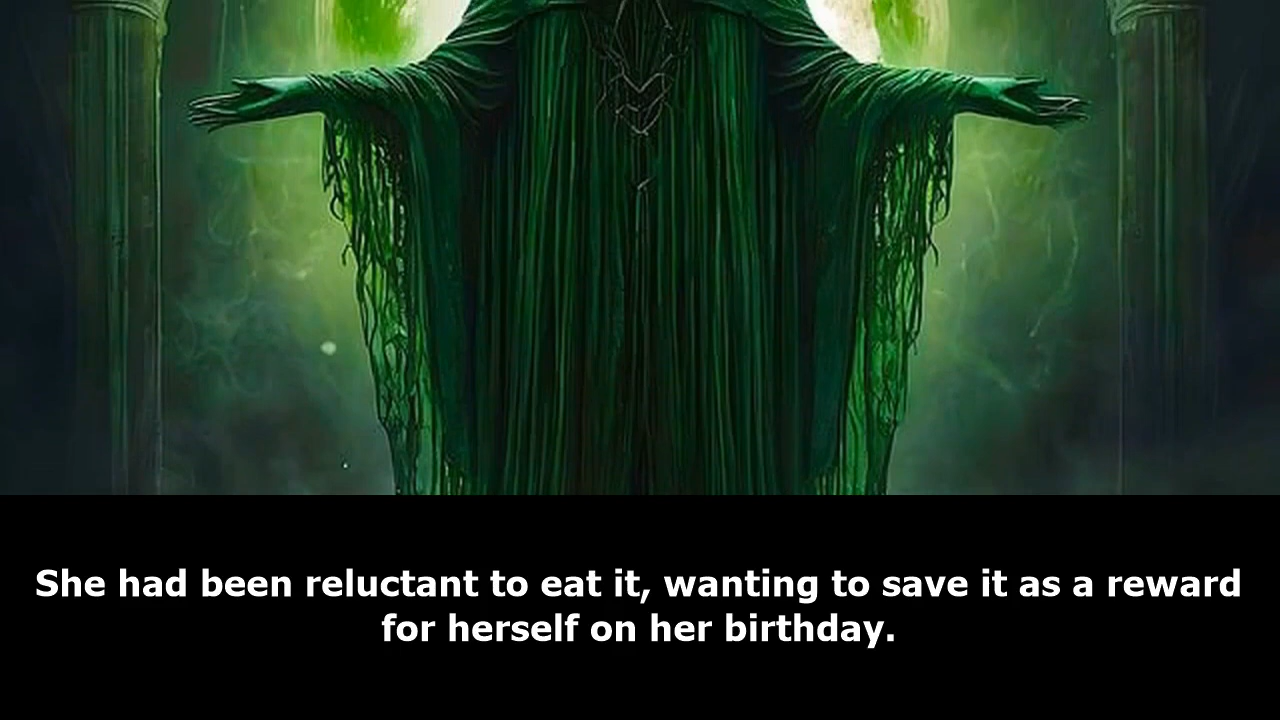 She had been reluctant to eat it, wanting to save it as a reward
for herself on her birthday.